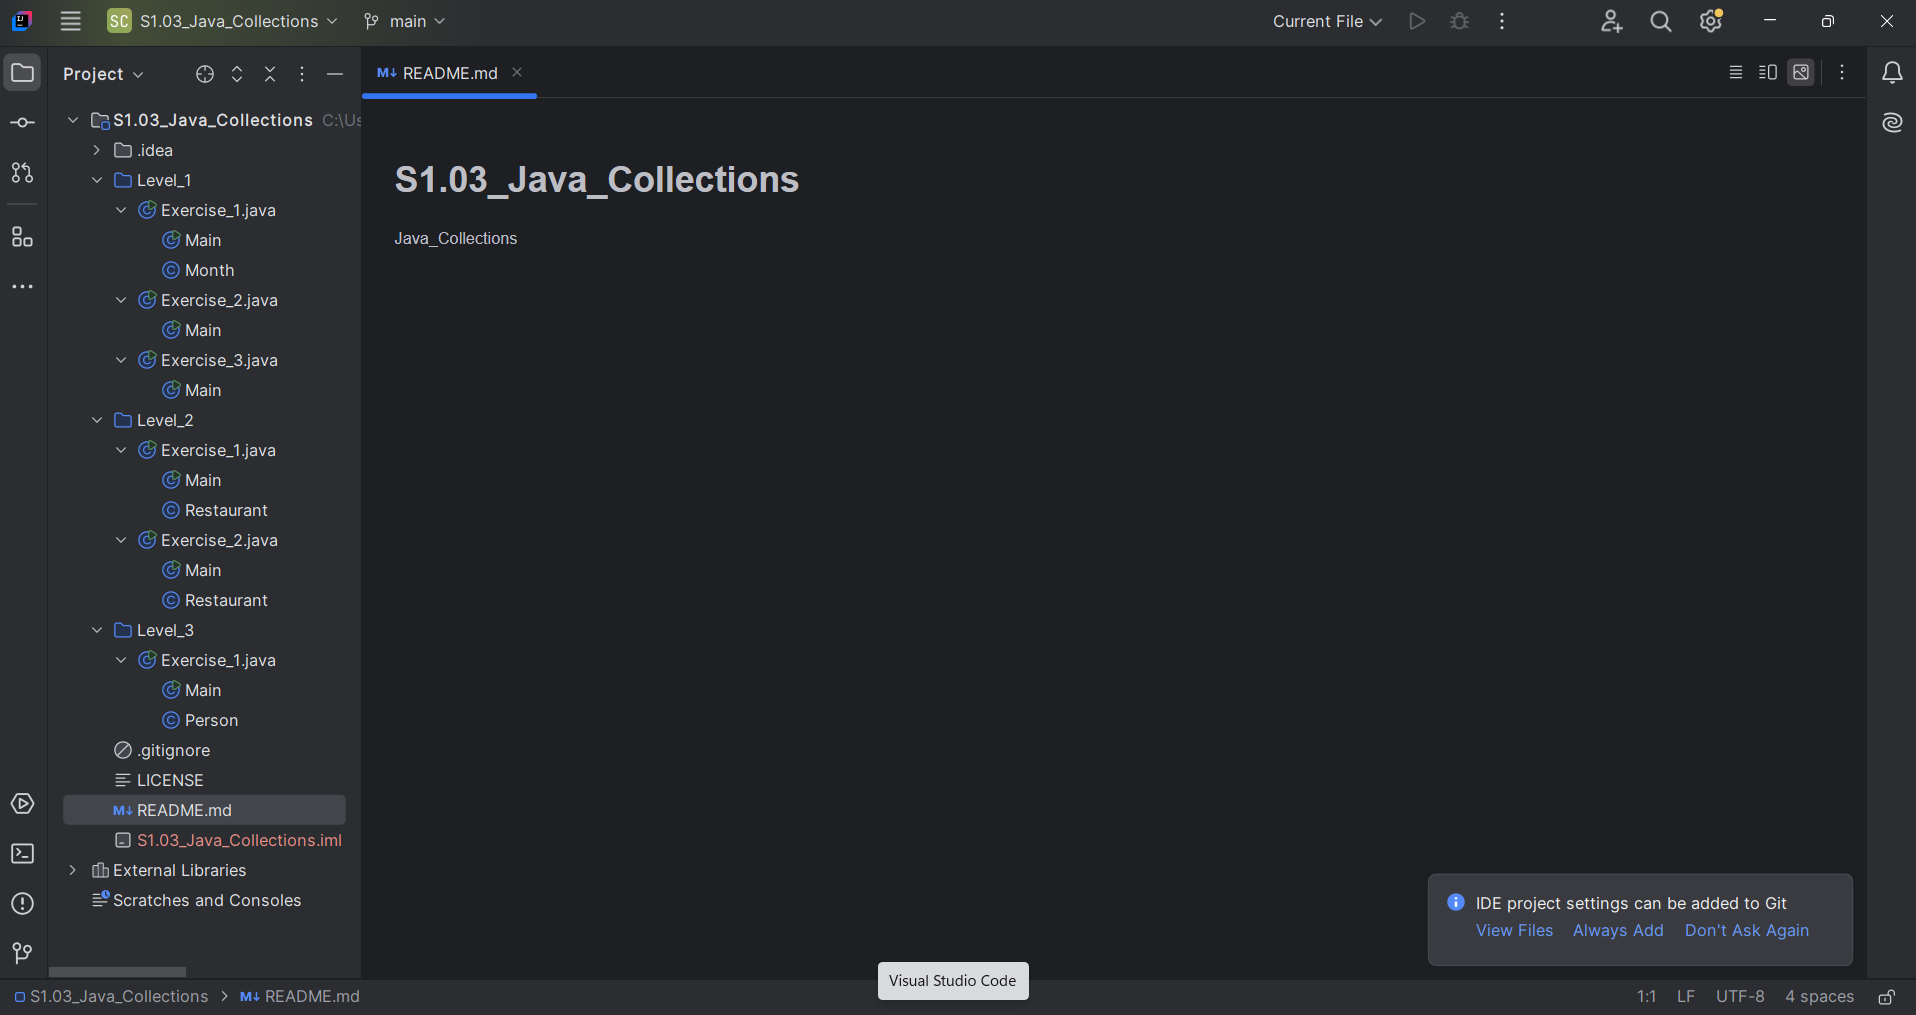 SC S1.03_Java_Collections main Current File
Project
M↓ README.md
S1.03_Java_Collections C:\Us
.idea
Level_1
Exercise_1.java
Main
Month
Exercise_2.java
Main
Exercise_3.java
Main
Level_2
Exercise_1.java
Main
Restaurant
Exercise_2.java
Main
Restaurant
Level_3
Exercise_1.java
Main
Person
.gitignore
LICENSE
M↓ README.md
S1.03_Java_Collections.iml
External Libraries
Scratches and Consoles
S1.03_Java_Collections
Java_Collections
IDE project settings can be added to Git
View Files Always Add Don't Ask Again
Visual Studio Code
S1.03_Java_Collections > M↓ README.md
1:1 LF UTF-8 4 spaces